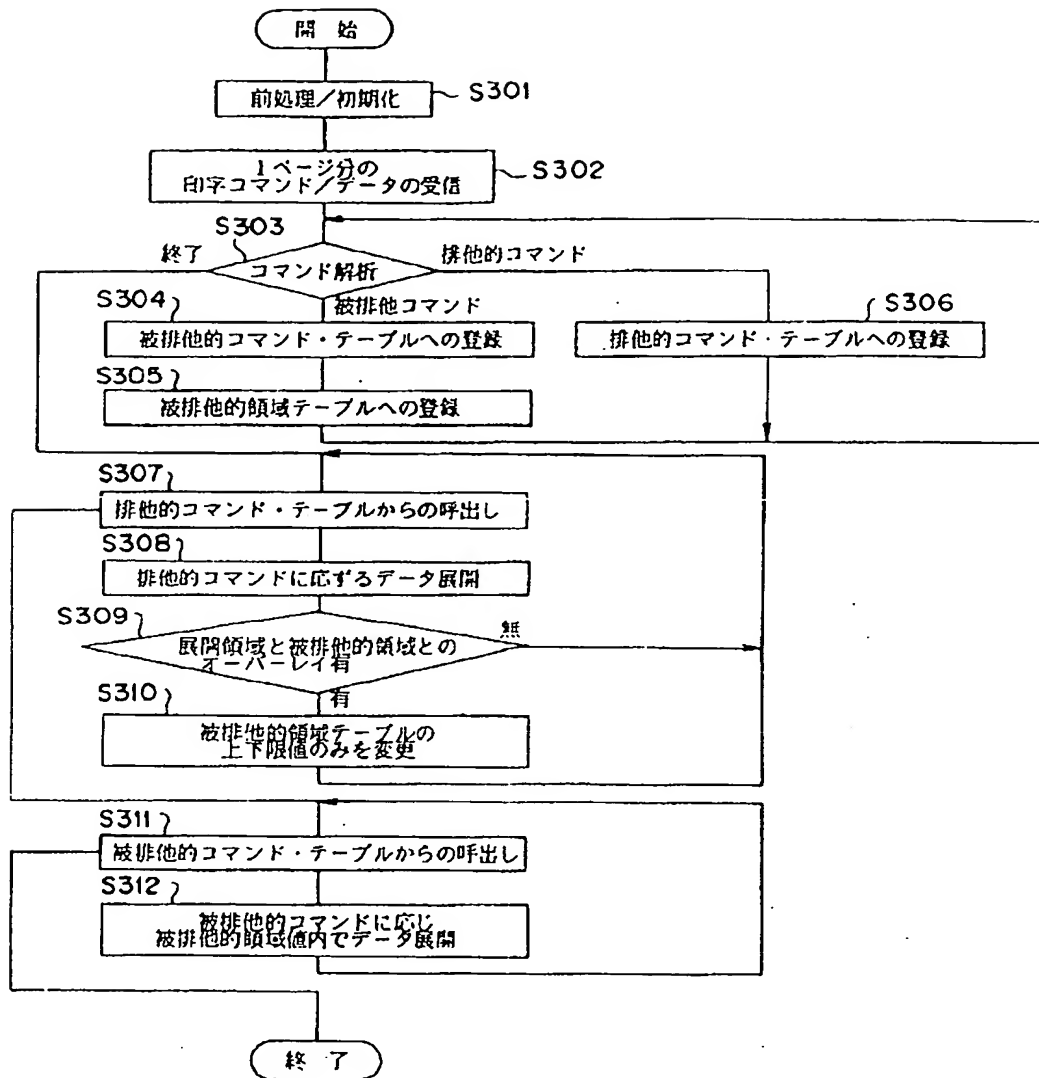 開 始
前処理/初期化
S301
1ページ分の
印字コマンド/データの受信
S302
S303
終了
コマンド解析
排他的コマンド
被排他コマンド
S304
被排他的コマンド・テーブルへの登録
S306
排他的コマンド・テーブルへの登録
S305
被排他的領域テーブルへの登録
S307
排他的コマンド・テーブルからの呼出し
S308
排他的コマンドに応ずるデータ展開
S309
展開領域と被排他的領域との
オーバーレイ有
無
有
S310
被排他的領域テーブルの
上下限値のみを変更
S311
被排他的コマンド・テーブルからの呼出し
S312
被排他的コマンドに応じ
被排他的領域値内でデータ展開
終 了